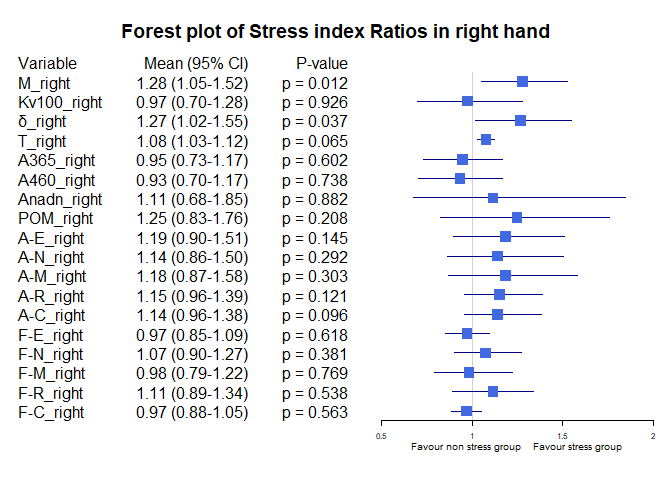 Forest plot of Stress index Ratios in right hand
Variable Mean (95% CI) P-value
M_right 1.28 (1.05-1.52) p = 0.012
Kv100_right 0.97 (0.70-1.28) p = 0.926
δ_right 1.27 (1.02-1.55) p = 0.037
T_right 1.08 (1.03-1.12) p = 0.065
A365_right 0.95 (0.73-1.17) p = 0.602
A460_right 0.93 (0.70-1.17) p = 0.738
Anadn_right 1.11 (0.68-1.85) p = 0.882
POM_right 1.25 (0.83-1.76) p = 0.208
A-E_right 1.19 (0.90-1.51) p = 0.145
A-N_right 1.14 (0.86-1.50) p = 0.292
A-M_right 1.18 (0.87-1.58) p = 0.303
A-R_right 1.15 (0.96-1.39) p = 0.121
A-C_right 1.14 (0.96-1.38) p = 0.096
F-E_right 0.97 (0.85-1.09) p = 0.618
F-N_right 1.07 (0.90-1.27) p = 0.381
F-M_right 0.98 (0.79-1.22) p = 0.769
F-R_right 1.11 (0.89-1.34) p = 0.538
F-C_right 0.97 (0.88-1.05) p = 0.563
0.5 1 1.5 2
Favour non stress group Favour stress group